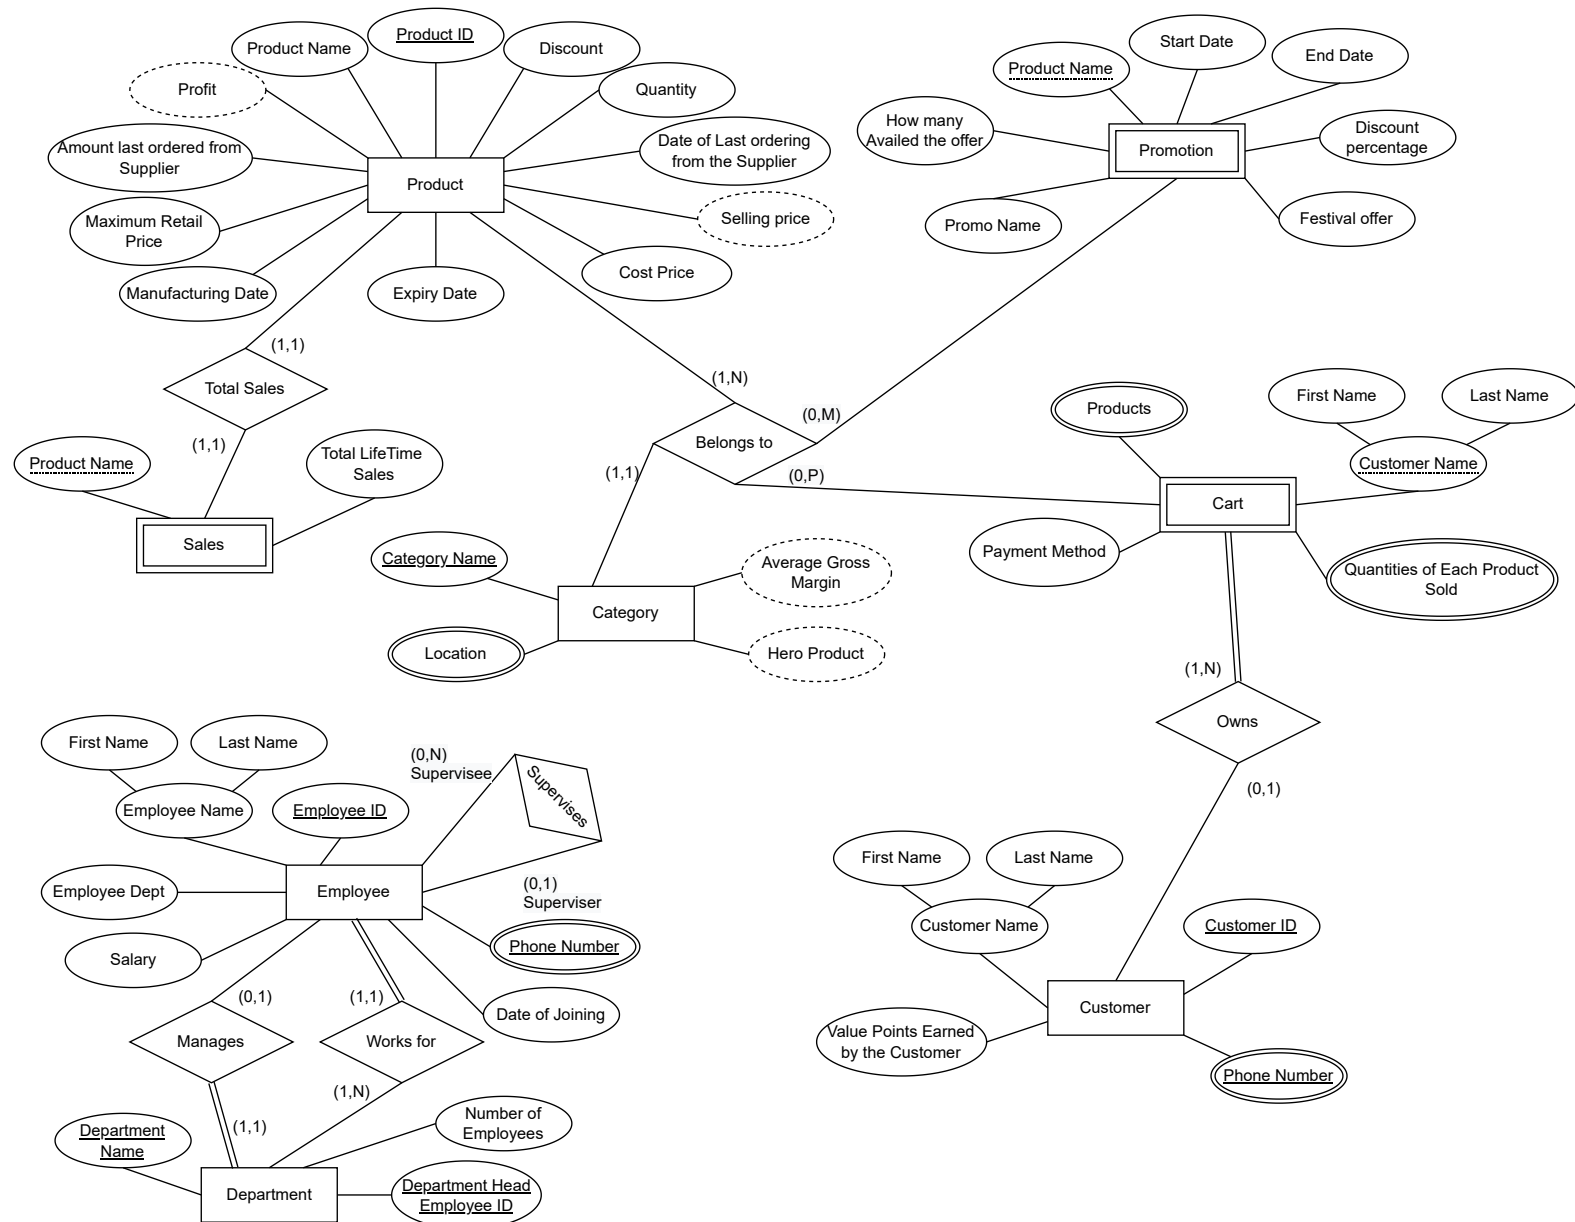 Product Name
Product ID
Discount
Profit
Quantity
Amount last ordered from
Supplier
Date of Last ordering
from the Supplier
Product
Maximum Retail
Price
Selling price
Manufacturing Date
Expiry Date
Cost Price
Start Date
Product Name
End Date
How many
Availed the offer
Promotion
Discount
percentage
Promo Name
Festival offer
(1,1)
Total Sales
(1,1)
Product Name
Total LifeTime
Sales
Sales
(1,N)
(0,M)
Belongs to
(1,1)
(0,P)
Category Name
Average Gross
Margin
Category
Location
Hero Product
Products
First Name
Last Name
Customer Name
Cart
Payment Method
Quantities of Each Product
Sold
(1,N)
Owns
(0,1)
First Name
Last Name
Employee Name
Employee ID
(0,N)
Supervisee
Supervises
Employee Dept
Employee
(0,1)
Superviser
Salary
Phone Number
(0,1)
(1,1)
Date of Joining
Manages
Works for
(1,N)
(1,1)
Department
Name
Number of
Employees
Department
Department Head
Employee ID
First Name
Last Name
Customer Name
Customer ID
Customer
Value Points Earned
by the Customer
Phone Number